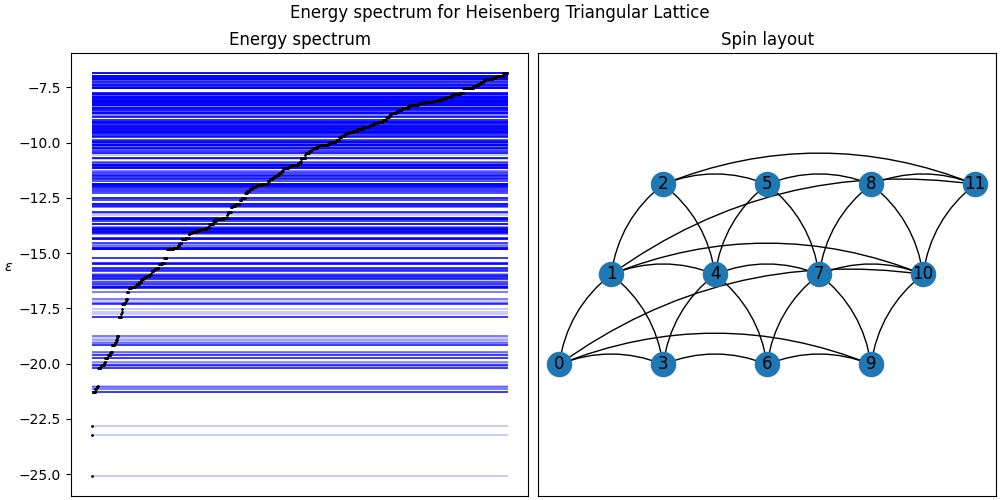 Energy spectrum for Heisenberg Triangular Lattice
Energy spectrum
Spin layout
−7.5
−10.0
−12.5
−15.0
ε
−17.5
−20.0
−22.5
−25.0
2 5 8 11
1 4 7 10
0 3 6 9